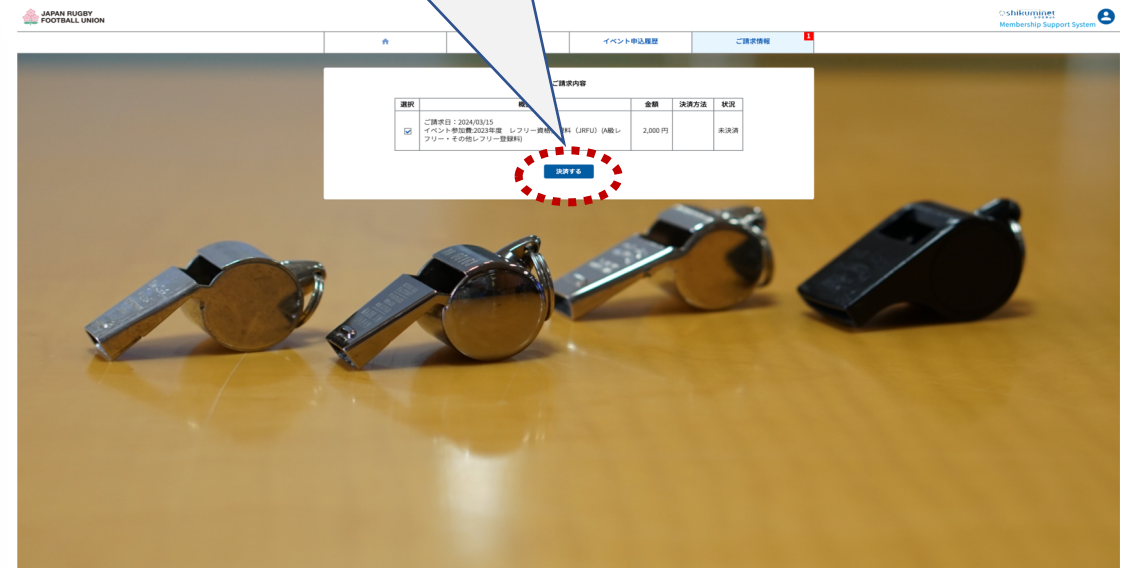 JAPAN RUGBY
FOOTBALL UNION
shikuminet
Membership Support System
イベント申込履歴
ご請求情報
1
ご請求内容
選択
金額
決済方法
状況
ご請求日：2024/03/15
イベント参加費:2023年度 レフリー資格 料（JRFU）(A級レ
フリー・その他レフリー登録料)
2,000 円
未決済
決済する